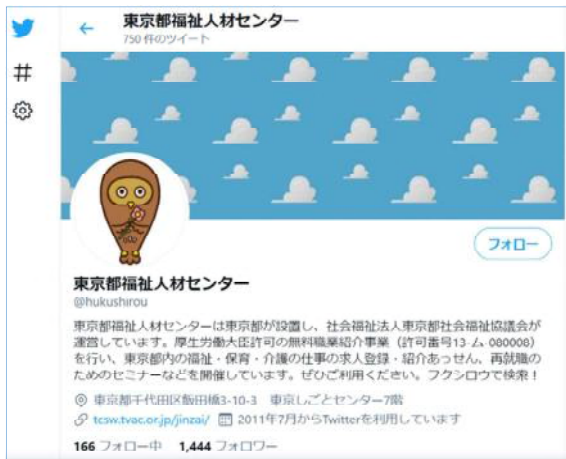 東京都福祉人材センター
750 件のツイート
フォロー
東京都福祉人材センター
@hukushirou
東京都福祉人材センターは東京都が設置し、社会福祉法人東京都社会福祉協議会が
運営しています。厚生労働大臣許可の無料職業紹介事業（許可番号13-ム-080008）
を行い、東京都内の福祉・保育・介護の仕事の求人登録・紹介あっせん、再就職の
ためのセミナーなどを開催しています。ぜひご利用ください。フクシロウで検索！
東京都千代田区飯田橋3-10-3　東京しごとセンター7階
tcsw.tvac.or.jp/jinzai/ 2011年7月からTwitterを利用しています
166 フォロー中 1,444 フォロワー